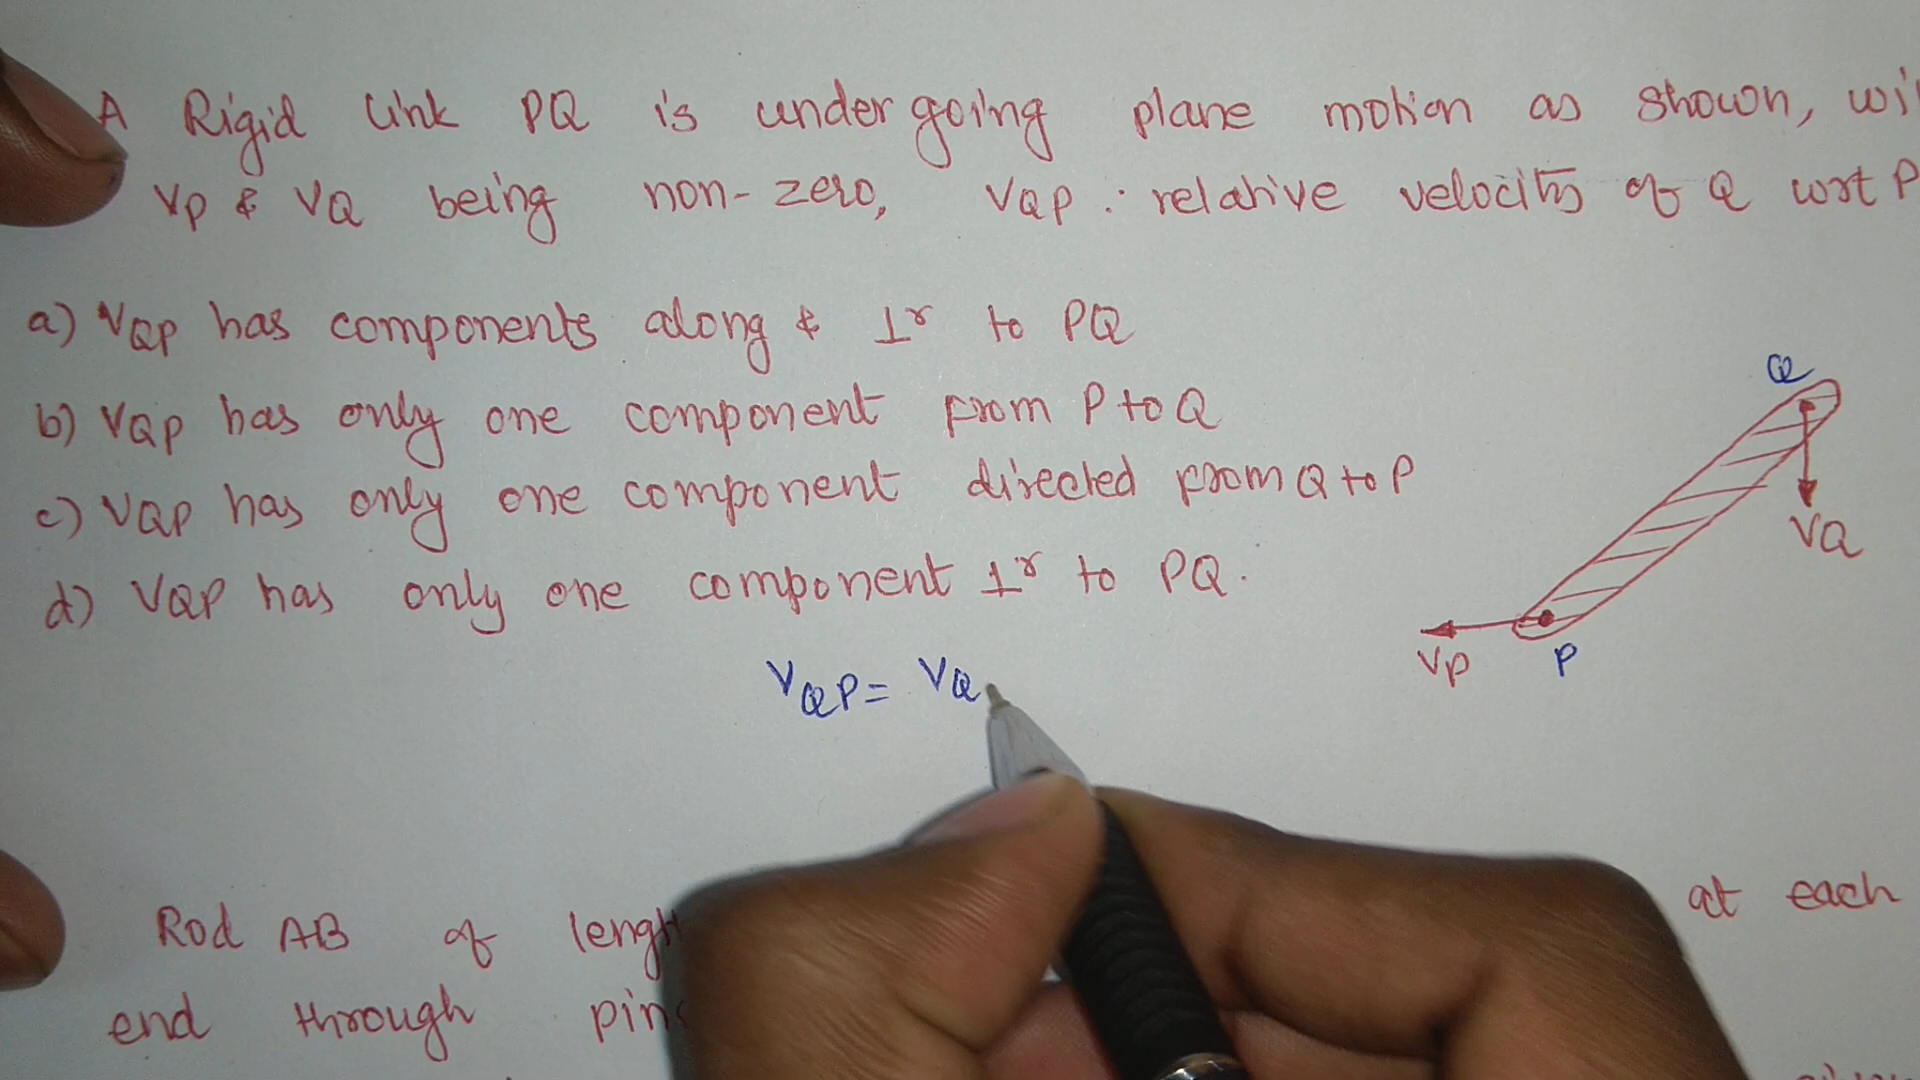 A Rigid link PQ is undergoing plane motion as shown,
VP & VQ being non-zero, VQP : relative velocity of Q wrt P
a) VQP has components along & ⊥r to PQ
b) VQP has only one component from P to Q
c) VQP has only one component directed from Q to P
d) VQP has only one component ⊥r to PQ.
Q
VQ
VP
P
VQP = VQ
Rod AB of at each
end through